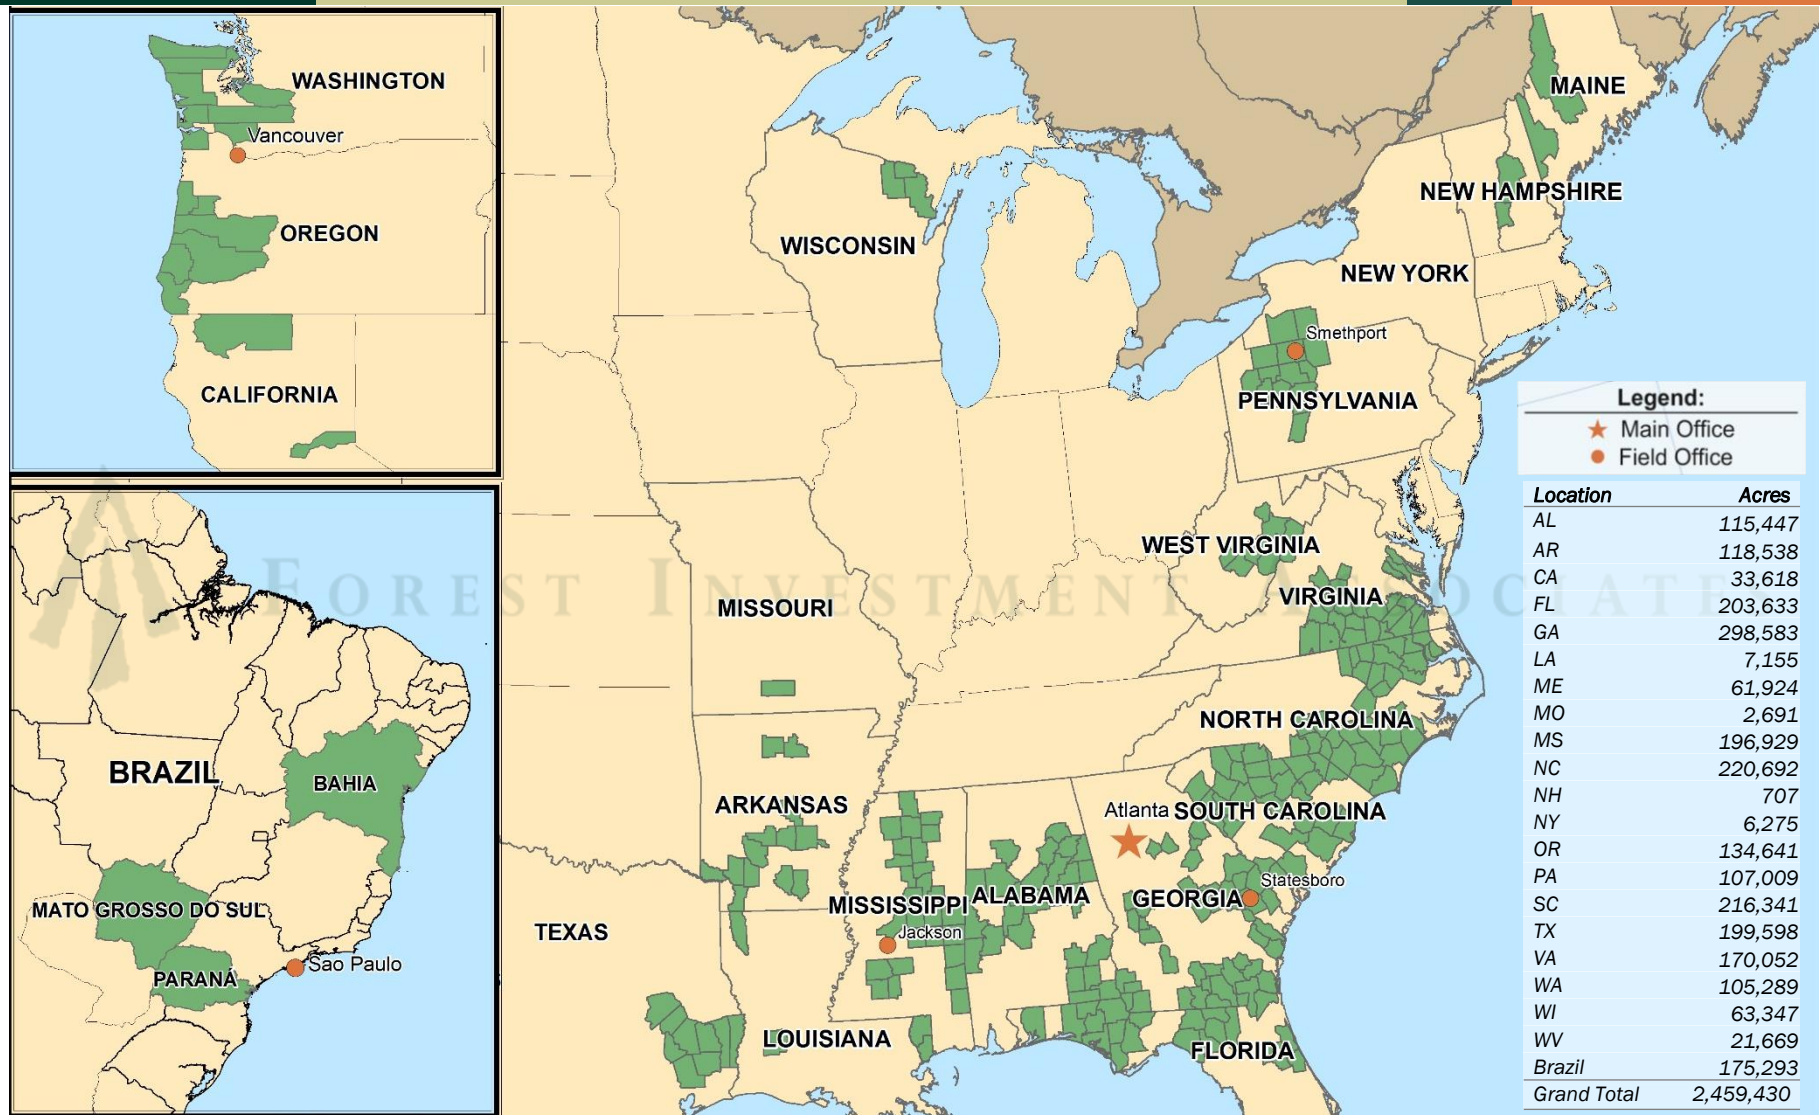 WASHINGTON
Vancouver
OREGON
CALIFORNIA
BRAZIL
BAHIA
MATO GROSSO DO SUL
PARANÁ
Sao Paulo
MAINE
NEW HAMPSHIRE
WISCONSIN
NEW YORK
Smethport
PENNSYLVANIA
WEST VIRGINIA
VIRGINIA
MISSOURI
NORTH CAROLINA
ARKANSAS
Atlanta
SOUTH CAROLINA
Statesboro
MISSISSIPPI
ALABAMA
GEORGIA
TEXAS
Jackson
LOUISIANA
FLORIDA
FOREST INVESTMENT ASSOCIATE
Legend:
Main Office
Field Office
Location Acres
AL 115,447
AR 118,538
CA 33,618
FL 203,633
GA 298,583
LA 7,155
ME 61,924
MO 2,691
MS 196,929
NC 220,692
NH 707
NY 6,275
OR 134,641
PA 107,009
SC 216,341
TX 199,598
VA 170,052
WA 105,289
WI 63,347
WV 21,669
Brazil 175,293
Grand Total 2,459,430